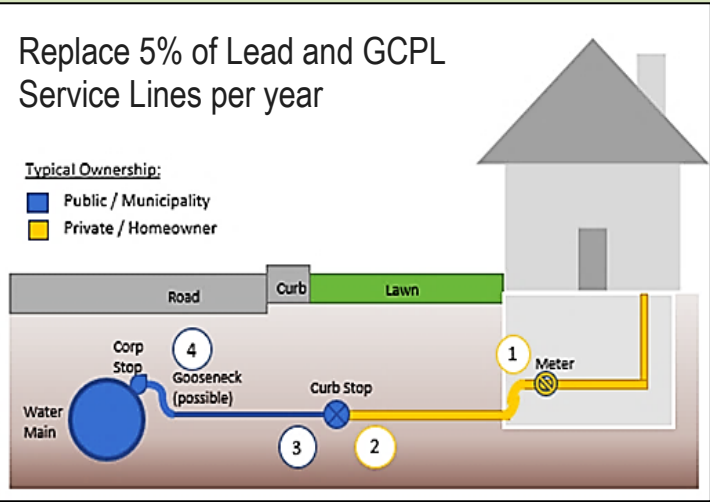 Replace 5% of Lead and GCPL
Service Lines per year
Typical Ownership:
Public / Municipality
Private / Homeowner
Road
Curb
Lawn
Corp
Stop
4
Gooseneck
(possible)
Curb Stop
1
Meter
Water
Main
3
2